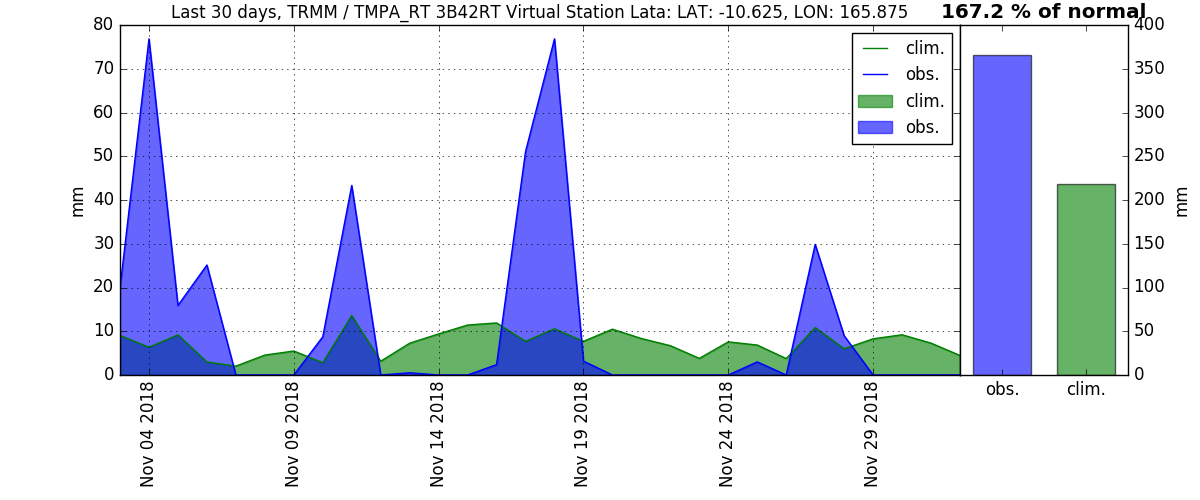 Last 30 days, TRMM / TMPA_RT 3B42RT Virtual Station Lata: LAT: -10.625, LON: 165.875
167.2 % of normal
80
70
60
50
40
30
20
10
0
mm
clim.
obs.
clim.
obs.
Nov 04 2018
Nov 09 2018
Nov 14 2018
Nov 19 2018
Nov 24 2018
Nov 29 2018
400
350
300
250
200
150
100
50
0
mm
obs.
clim.